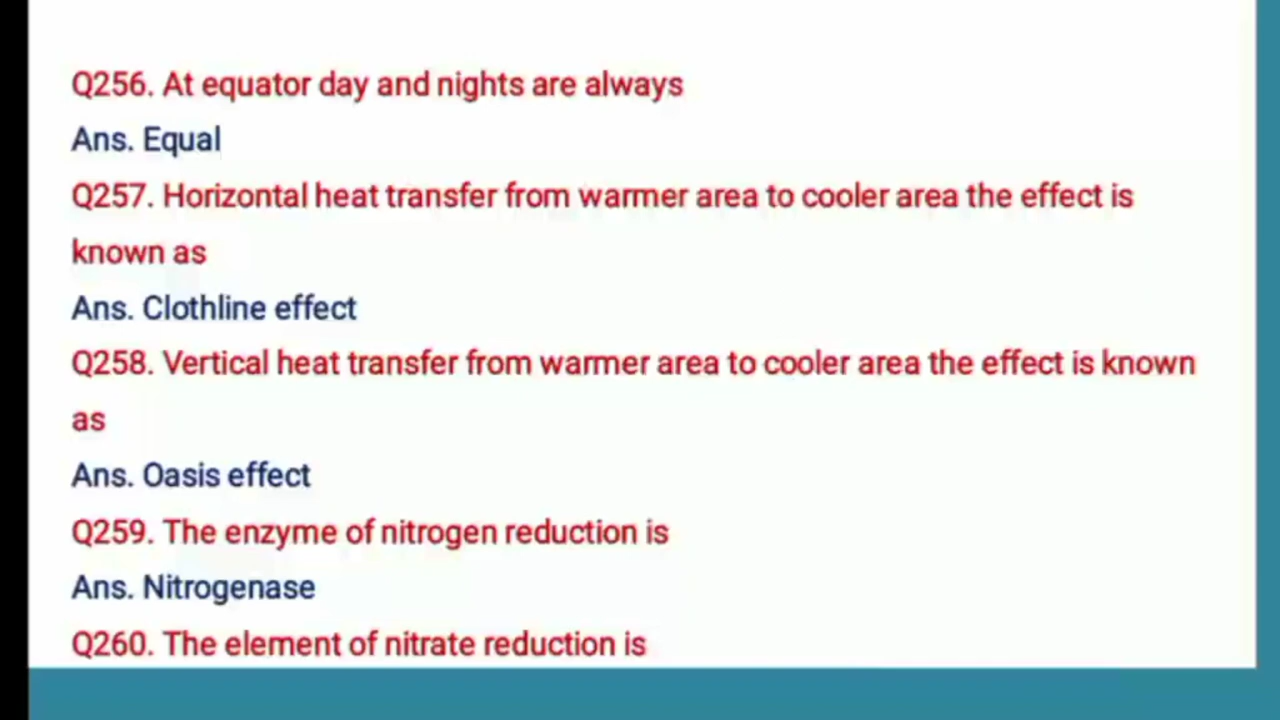 Q256. At equator day and nights are always
Ans. Equal
Q257. Horizontal heat transfer from warmer area to cooler area the effect is
known as
Ans. Clothline effect
Q258. Vertical heat transfer from warmer area to cooler area the effect is known
as
Ans. Oasis effect
Q259. The enzyme of nitrogen reduction is
Ans. Nitrogenase
Q260. The element of nitrate reduction is